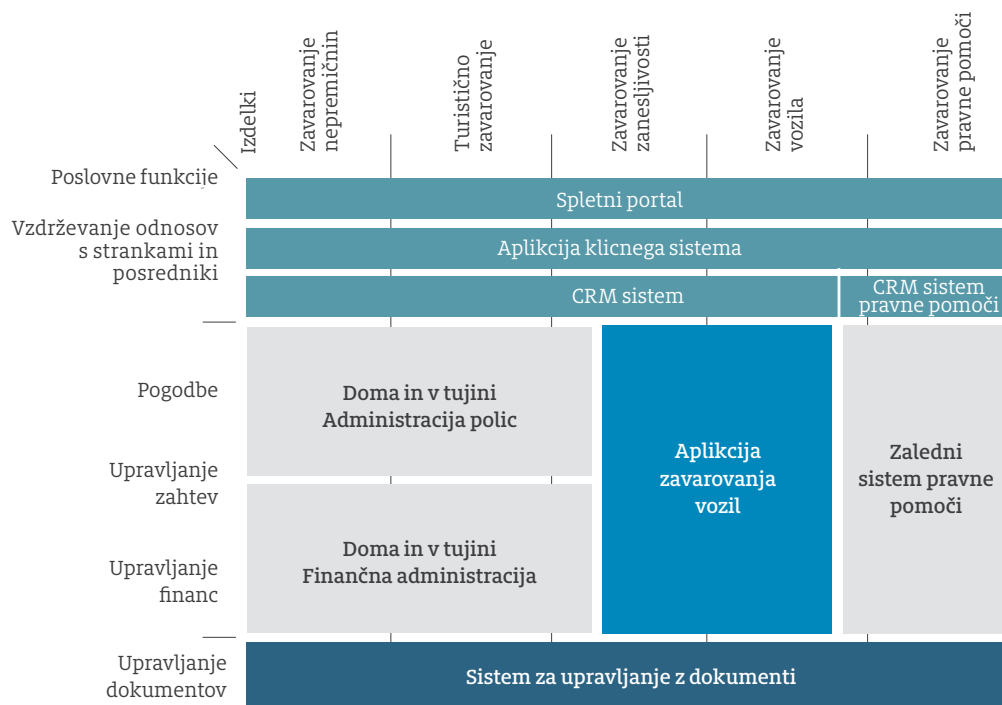 Izdelki
Zavarovanje
nepremičnin
Turistično
zavarovanje
Zavarovanje
zanesljivosti
Zavarovanje
vozila
Zavarovanje
pravne pomoči
Poslovne funkcije
Vzdrževanje odnosov
s strankami in
posredniki
Spletni portal
Aplikcija klicnega sistema
CRM sistem
CRM sistem
pravne pomoči
Pogodbe
Upravljanje
zahtev
Upravljanje
financ
Doma in v tujini
Administracija polic
Doma in v tujini
Finančna administracija
Aplikcija
zavarovanja
vozil
Zaledni
sistem pravne
pomoči
Upravljanje
dokumentov
Sistem za upravljanje z dokumenti